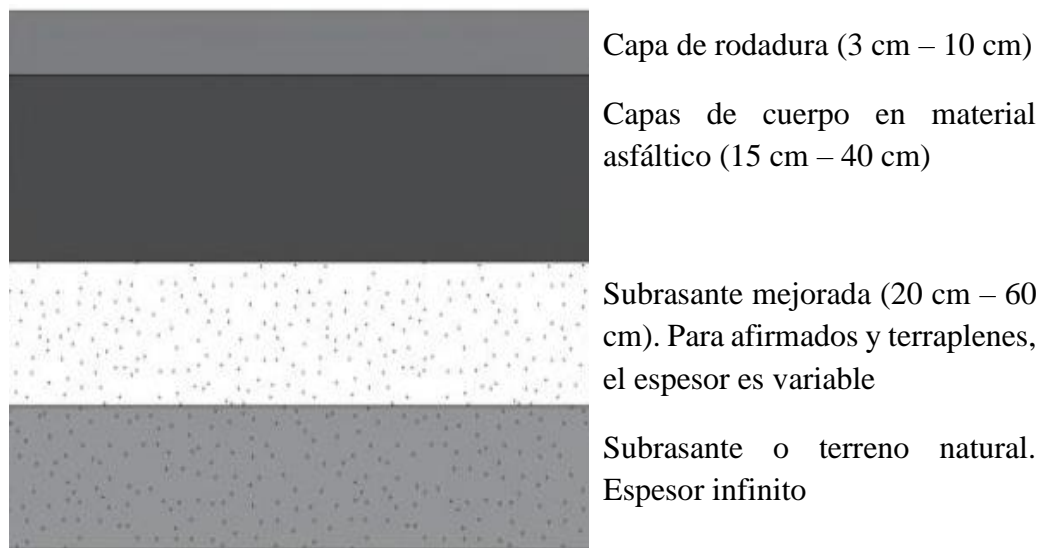 Capa de rodadura (3 cm – 10 cm)
Capas de cuerpo en material
asfáltico (15 cm – 40 cm)
Subrasante mejorada (20 cm – 60
cm). Para afirmados y terraplenes,
el espesor es variable
Subrasante o terreno natural.
Espesor infinito